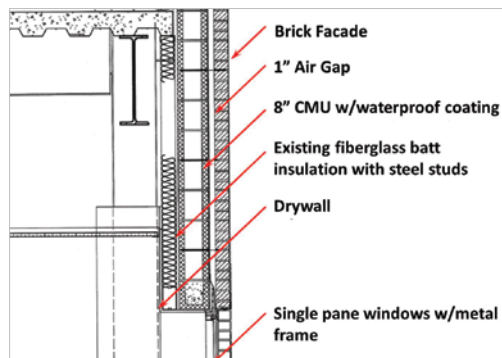 Brick Facade
1” Air Gap
8” CMU w/waterproof coating
Existing fiberglass batt
insulation with steel studs
Drywall
Single pane windows w/metal
frame